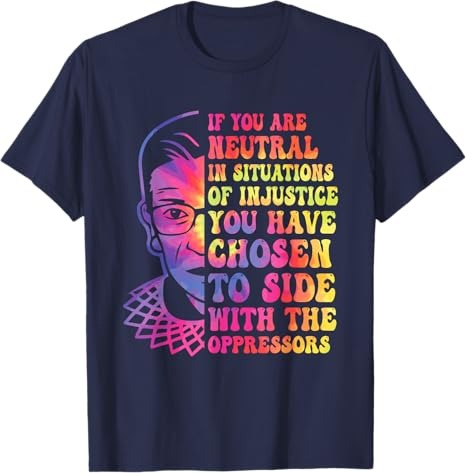 IF YOU ARE
NEUTRAL
IN SITUATIONS
OF INJUSTICE
YOU HAVE
CHOSEN
TO SIDE
WITH THE
OPPRESSORS